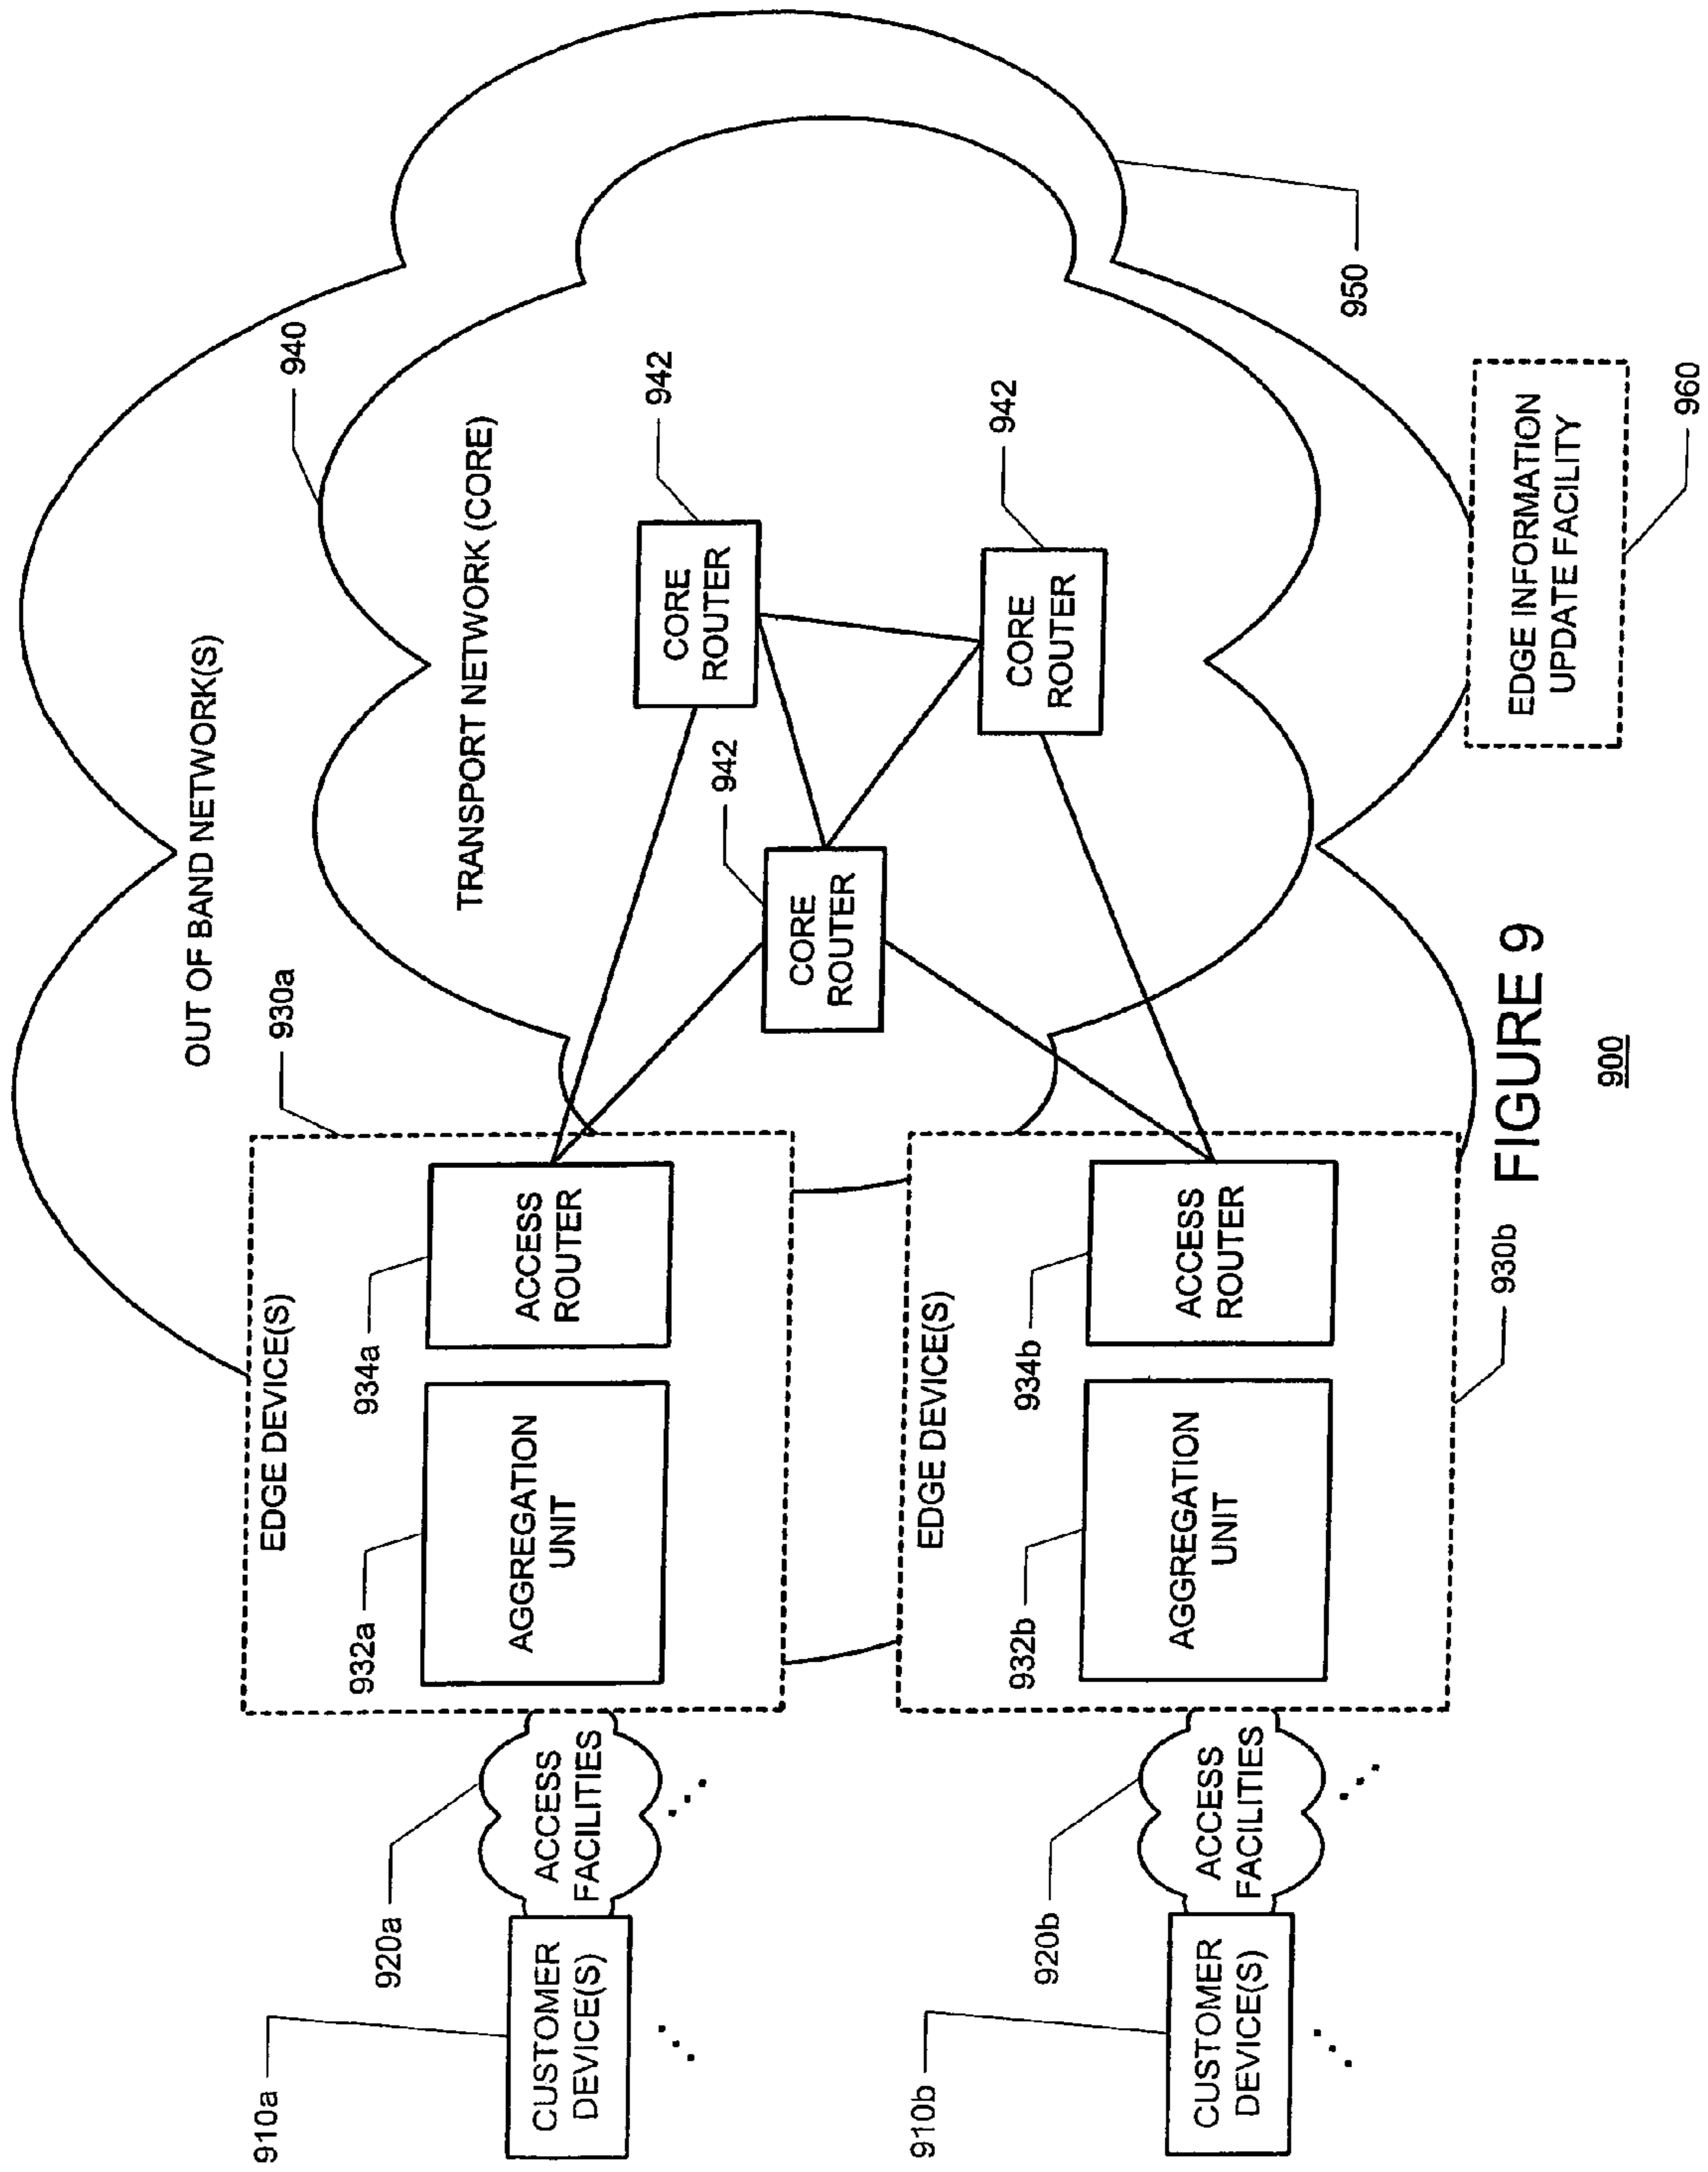 OUT OF BAND NETWORK(S)
940
930a
TRANSPORT NETWORK (CORE)
EDGE DEVICE(S)
934a
942
932a
ACCESS
ROUTER
CORE
ROUTER
920a
AGGREGATION
UNIT
942
910a
ACCESS
FACILITIES
CORE
ROUTER
CUSTOMER
DEVICE(S)
942
EDGE DEVICE(S)
CORE
ROUTER
934b
932b
ACCESS
ROUTER
920b
AGGREGATION
UNIT
950
910b
ACCESS
FACILITIES
CUSTOMER
DEVICE(S)
930b
EDGE INFORMATION
UPDATE FACILITY
960
FIGURE 9
900